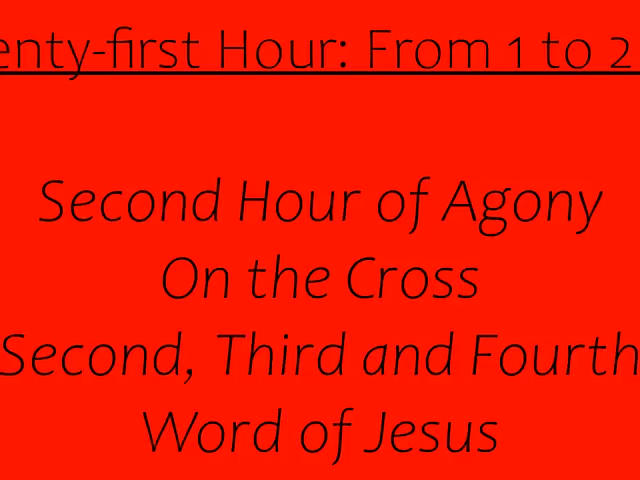 enty-first Hour: From 1 to 2
Second Hour of Agony
On the Cross
Second, Third and Fourth
Word of Jesus